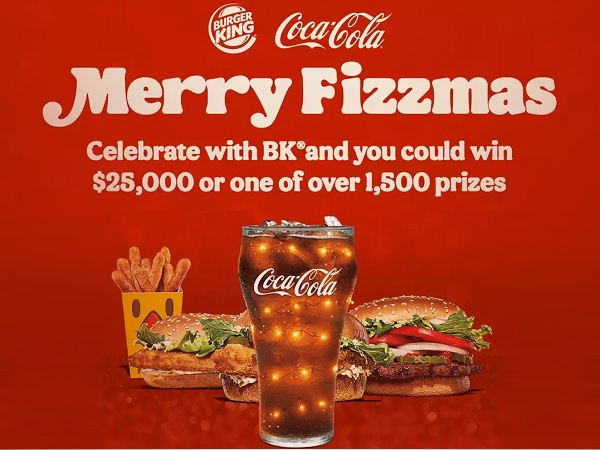 BURGER
KING
Coca-Cola
Merry Fizzmas
Celebrate with BK® and you could win
$25,000 or one of over 1,500 prizes
Coca-Cola